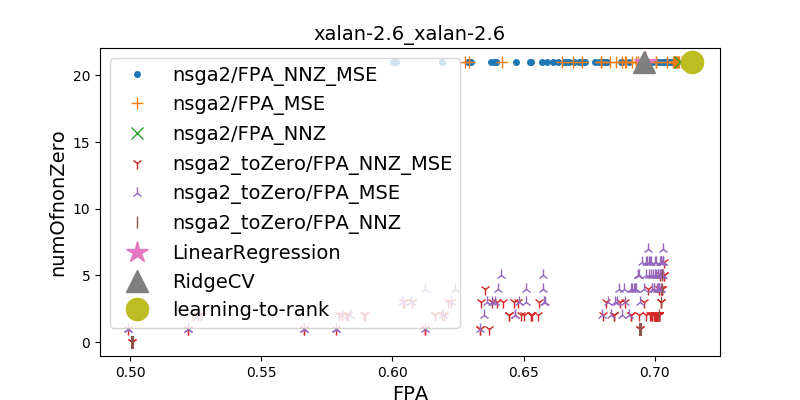 xalan-2.6_xalan-2.6
numOfnonZero
20
15
10
5
0
nsga2/FPA_NNZ_MSE
nsga2/FPA_MSE
nsga2/FPA_NNZ
nsga2_toZero/FPA_NNZ_MSE
nsga2_toZero/FPA_MSE
nsga2_toZero/FPA_NNZ
LinearRegression
RidgeCV
learning-to-rank
0.50 0.55 0.60 0.65 0.70
FPA